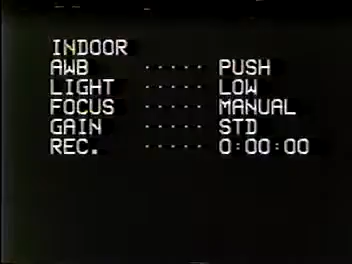 INDOOR
AWB ..... PUSH
LIGHT ..... LOW
FOCUS ..... MANUAL
GAIN ..... STD
REC. ..... 0:00:00